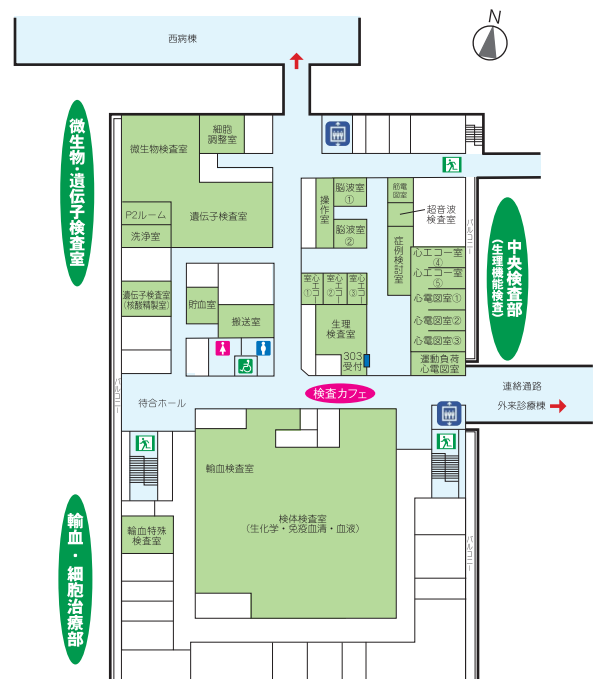 N
西病棟
微生物・遺伝子検査室
細胞
調整室
微生物検査室
遺伝子検査室
P2ルーム
洗浄室
遺伝子検査室
(核酸精製室)
貯血室
搬送室
操作室
脳波室
①
脳波室
②
筋電
図室
超音波
検査室
症例検討室
バルコニー
中央検査部
(生理機能検査)
心エコー室
④
心エコー室
⑤
心電図室①
心電図室②
心電図室③
運動負荷
心電図室
心エコー室①
心エコー室②
心エコー室③
生理
検査室
303
受付
検査カフェ
連絡通路
外来診療棟
バルコニー
待合ホール
輸血検査室
検体検査室
(生化学・免疫血清・血液)
輸血特殊
検査室
輸血・細胞治療部
バルコニー